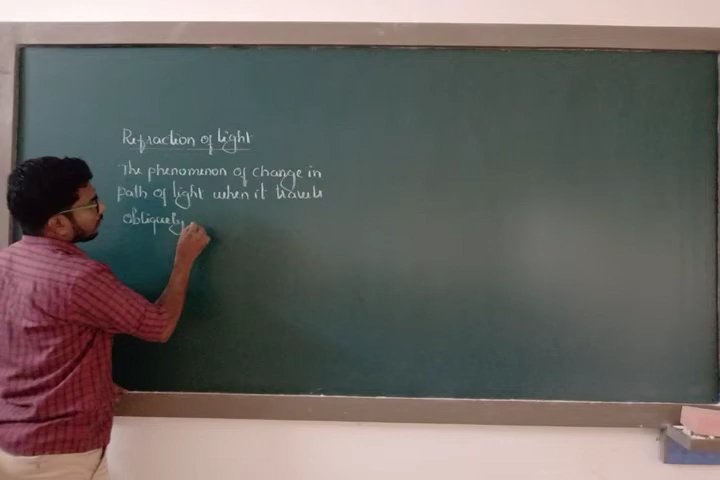 Refraction of light
The phenomenon of change in
path of light when it travels
obliquely